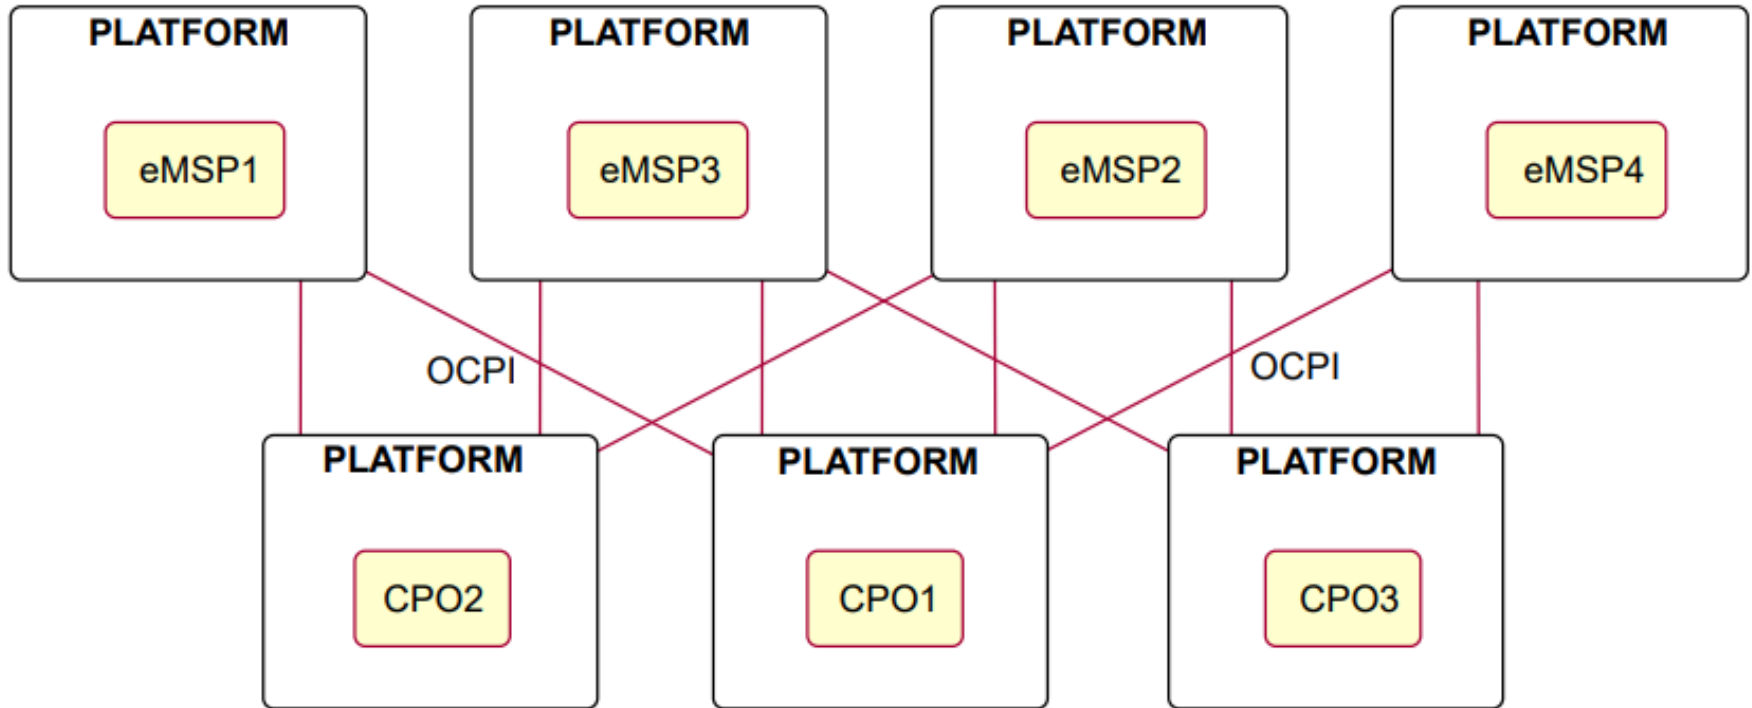 PLATFORM PLATFORM PLATFORM PLATFORM
eMSP1 eMSP3 eMSP2 eMSP4
OCPI OCPI
PLATFORM PLATFORM PLATFORM
CPO2 CPO1 CPO3